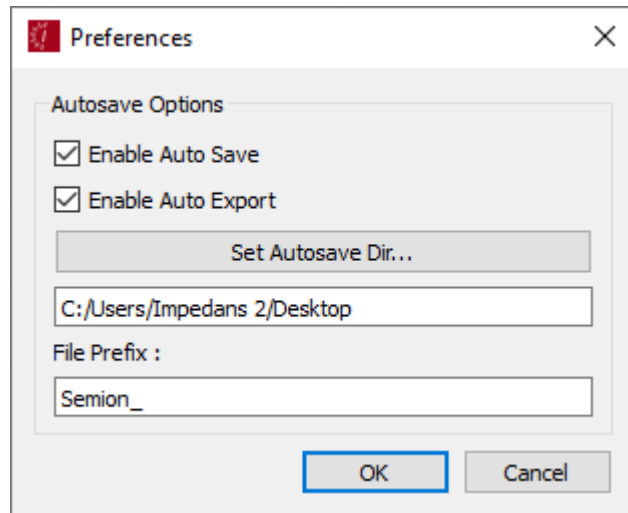 Preferences
Autosave Options
Enable Auto Save
Enable Auto Export
Set Autosave Dir...
C:/Users/Impedans 2/Desktop
File Prefix :
Semion_
OK Cancel